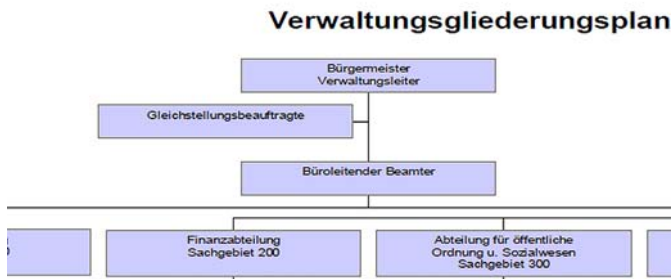 Verwaltungsgliederungsplan
Bürgermeister
Verwaltungsleiter
Gleichstellungsbeauftragte
Büroleitender Beamter
Finanzabteilung
Sachgebiet 200
Abteilung für öffentliche
Ordnung u. Sozialwesen
Sachgebiet 300